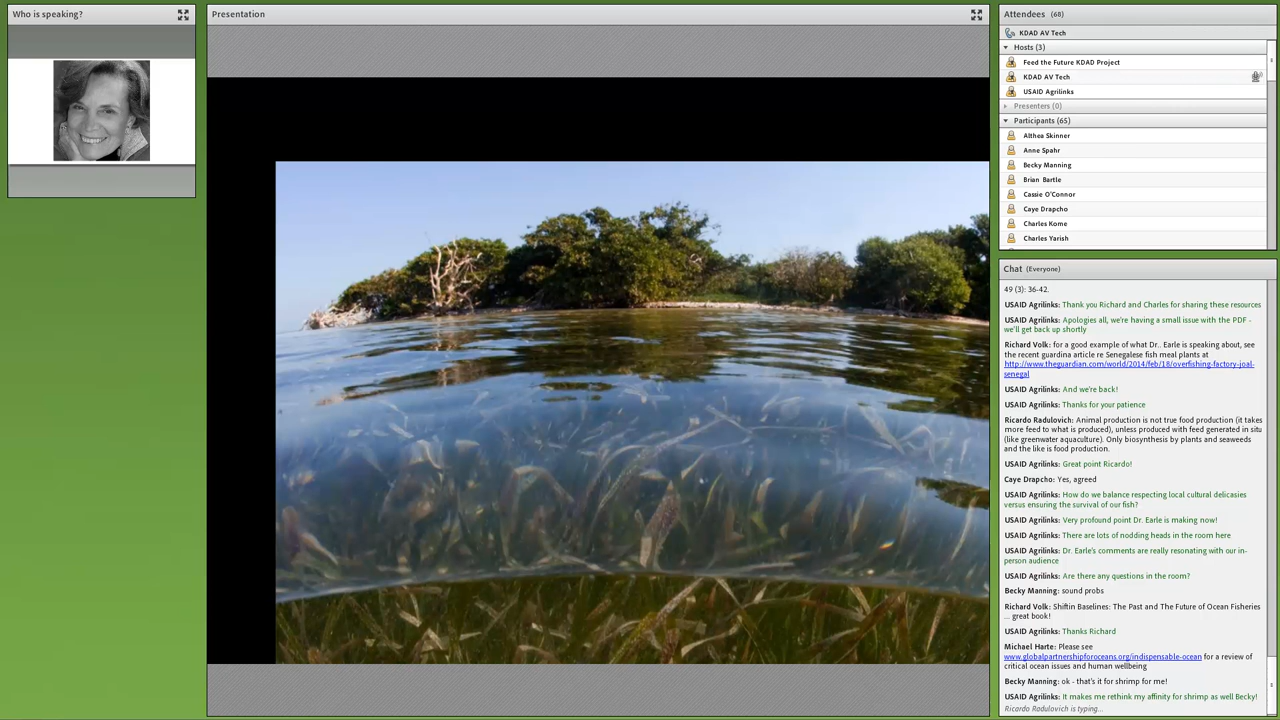 Who is speaking?
Presentation
Attendees (68)
KDAD AV Tech
Hosts (3)
Feed the Future KDAD Project
KDAD AV Tech
USAID Agrilinks
Presenters (0)
Participants (65)
Althea Skinner
Anne Spahr
Becky Manning
Brian Bartle
Cassie O'Connor
Caye Drapcho
Charles Kome
Charles Yarish
Chat (Everyone)
49 (3): 36-42.
USAID Agrilinks: Thank you Richard and Charles for sharing these resources
USAID Agrilinks: Apologies all, we're having a small issue with the PDF -
we'll get back up shortly
Richard Volk: for a good example of what Dr.. Earle is speaking about, see
the recent guardina article re Senegalese fish meal plants at
http://www.theguardian.com/world/2014/feb/18/overfishing-factory-joal-
senegal
USAID Agrilinks: And we're back!
USAID Agrilinks: Thanks for your patience
Ricardo Radulovich: Animal production is not true food production (it takes
more feed to what is produced), unless produced with feed generated in situ
(like greenwater aquaculture). Only biosynthesis by plants and seaweeds
and the like is food production.
USAID Agrilinks: Great point Ricardo!
Caye Drapcho: Yes, agreed
USAID Agrilinks: How do we balance respecting local cultural delicasies
versus ensuring the survival of our fish?
USAID Agrilinks: Very profound point Dr. Earle is making now!
USAID Agrilinks: There are lots of nodding heads in the room here
USAID Agrilinks: Dr. Earle's comments are really resonating with our in-
person audience
USAID Agrilinks: Are there any questions in the room?
Becky Manning: sound probs
Richard Volk: Shiftin Baselines: The Past and The Future of Ocean Fisheries
... great book!
USAID Agrilinks: Thanks Richard
Michael Harte: Please see
www.globalpartnershipforoceans.org/indispensable-ocean for a review of
critical ocean issues and human wellbeing
Becky Manning: ok - that's it for shrimp for me!
USAID Agrilinks: It makes me rethink my affinity for shrimp as well Becky!
Ricardo Radulovich is typing...